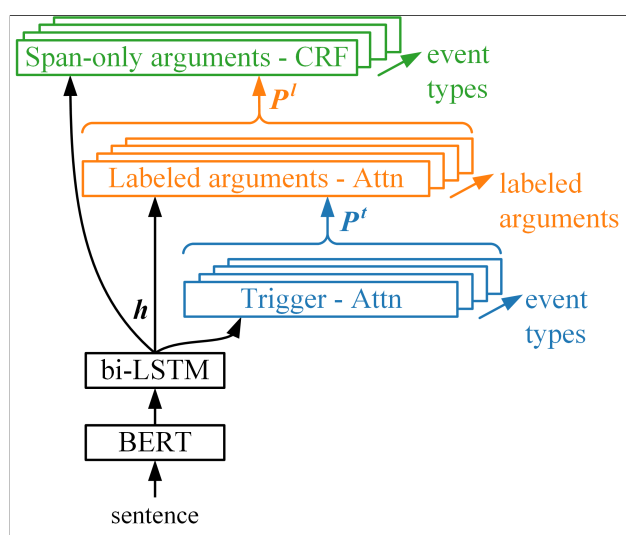 Span-only arguments - CRF
event
types
P^l
Labeled arguments - Attn
labeled
arguments
P^t
Trigger - Attn
event
types
h
bi-LSTM
BERT
sentence